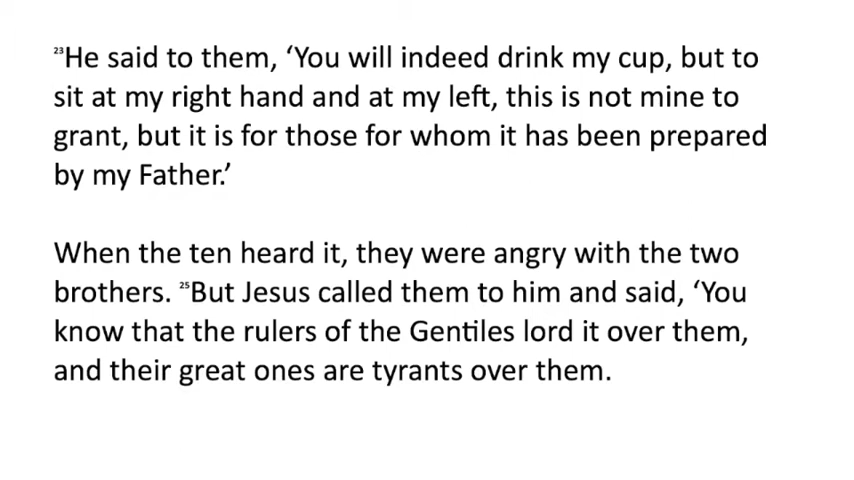 ²³He said to them, ‘You will indeed drink my cup, but to
sit at my right hand and at my left, this is not mine to
grant, but it is for those for whom it has been prepared
by my Father.’
When the ten heard it, they were angry with the two
brothers. ²⁵But Jesus called them to him and said, ‘You
know that the rulers of the Gentiles lord it over them,
and their great ones are tyrants over them.